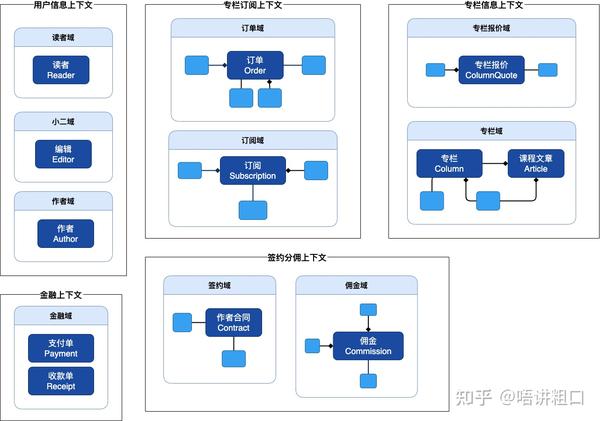 用户信息上下文
读者域
读者
Reader
小二域
编辑
Editor
作者域
作者
Author
专栏订阅上下文
订单域
订单
Order
订阅域
订阅
Subscription
专栏信息上下文
专栏报价域
专栏报价
ColumnQuote
专栏域
专栏
Column
课程文章
Article
金融上下文
金融域
支付单
Payment
收款单
Receipt
签约分佣上下文
签约域
作者合同
Contract
佣金域
佣金
Commission
知乎 @唔讲粗口